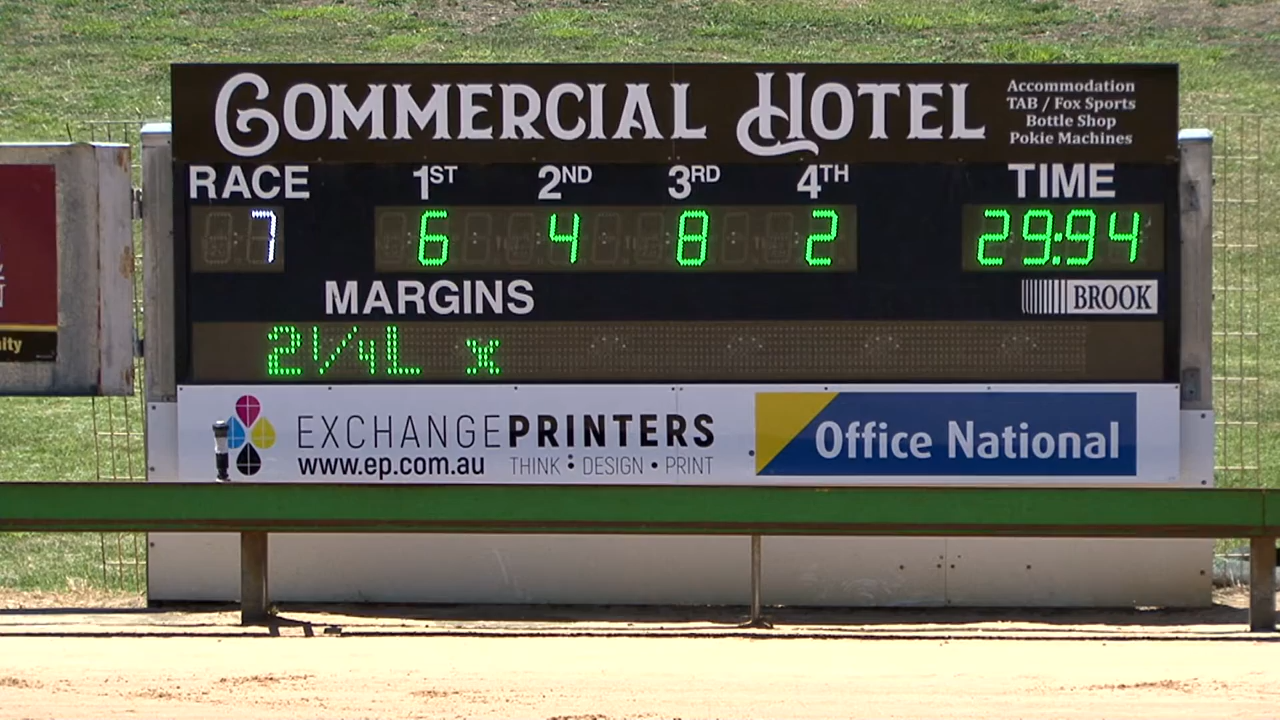 COMMERCIAL HOTEL
Accommodation
TAB / Fox Sports
Bottle Shop
Pokie Machines
RACE 1ST 2ND 3RD 4TH TIME
7 6 4 8 2 29:94
MARGINS
BROOK
2 1/4L x
EXCHANGEPRINTERS
www.ep.com.au THINK : DESIGN • PRINT
Office National